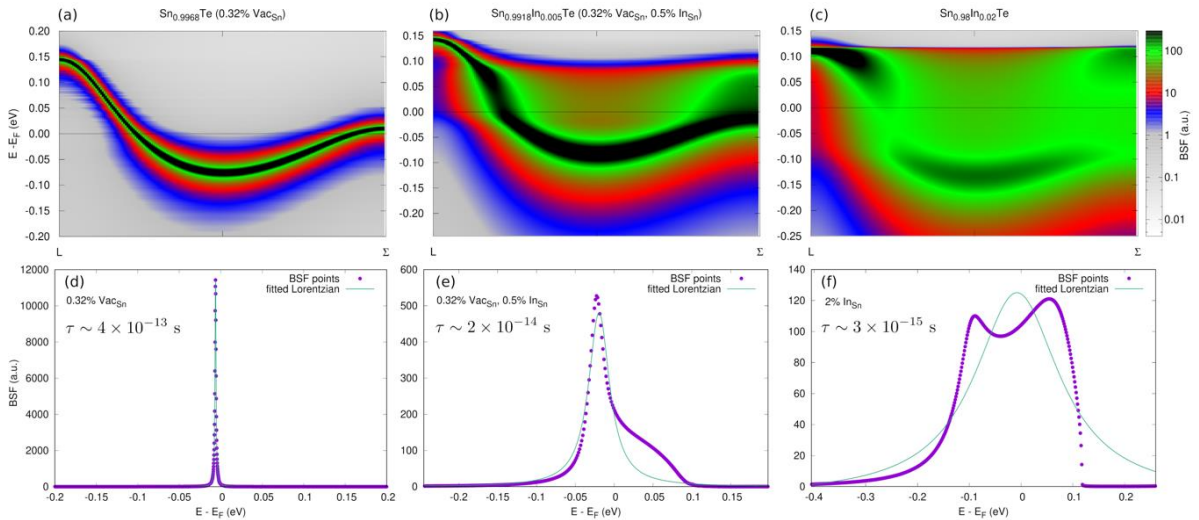 (a) Sn0.9968Te (0.32% VacSn)
(b) Sn0.9918In0.005Te (0.32% VacSn, 0.5% InSn)
(c) Sn0.98In0.02Te
E -EF (eV)
0.20
0.15
0.10
0.05
0.00
-0.05
-0.10
-0.15
0.20
L
Σ
0.15
0.10
0.05
0.00
-0.05
-0.10
-0.15
-0.20
L
Σ
0.15
0.10
0.05
0.00
-0.05
-0.10
-0.15
-0.20
-0.25
L
Σ
100
10
1
0.1
0.01
BSF (a.u.)
(d)
BSF points
fitted Lorentzian
0.32% VacSn
τ ∼ 4 × 10−13 s
BSF (a.u.)
12000
10000
8000
6000
4000
2000
0
-0.2 -0.15 -0.1 -0.05 0 0.05 0.1 0.15 0.2
E - EF (eV)
(e)
BSF points
fitted Lorentzian
0.32% VacSn, 0.5% InSn
τ ∼ 2 × 10−14 s
600
500
400
300
200
100
0
-0.2 -0.15 -0.1 -0.05 0 0.05 0.1 0.15
E - EF (eV)
(f)
BSF points
fitted Lorentzian
2% InSn
τ ∼ 3 × 10−15 s
140
120
100
80
60
40
20
0
-0.4 -0.3 -0.2 -0.1 0 0.1 0.2
E - EF (eV)